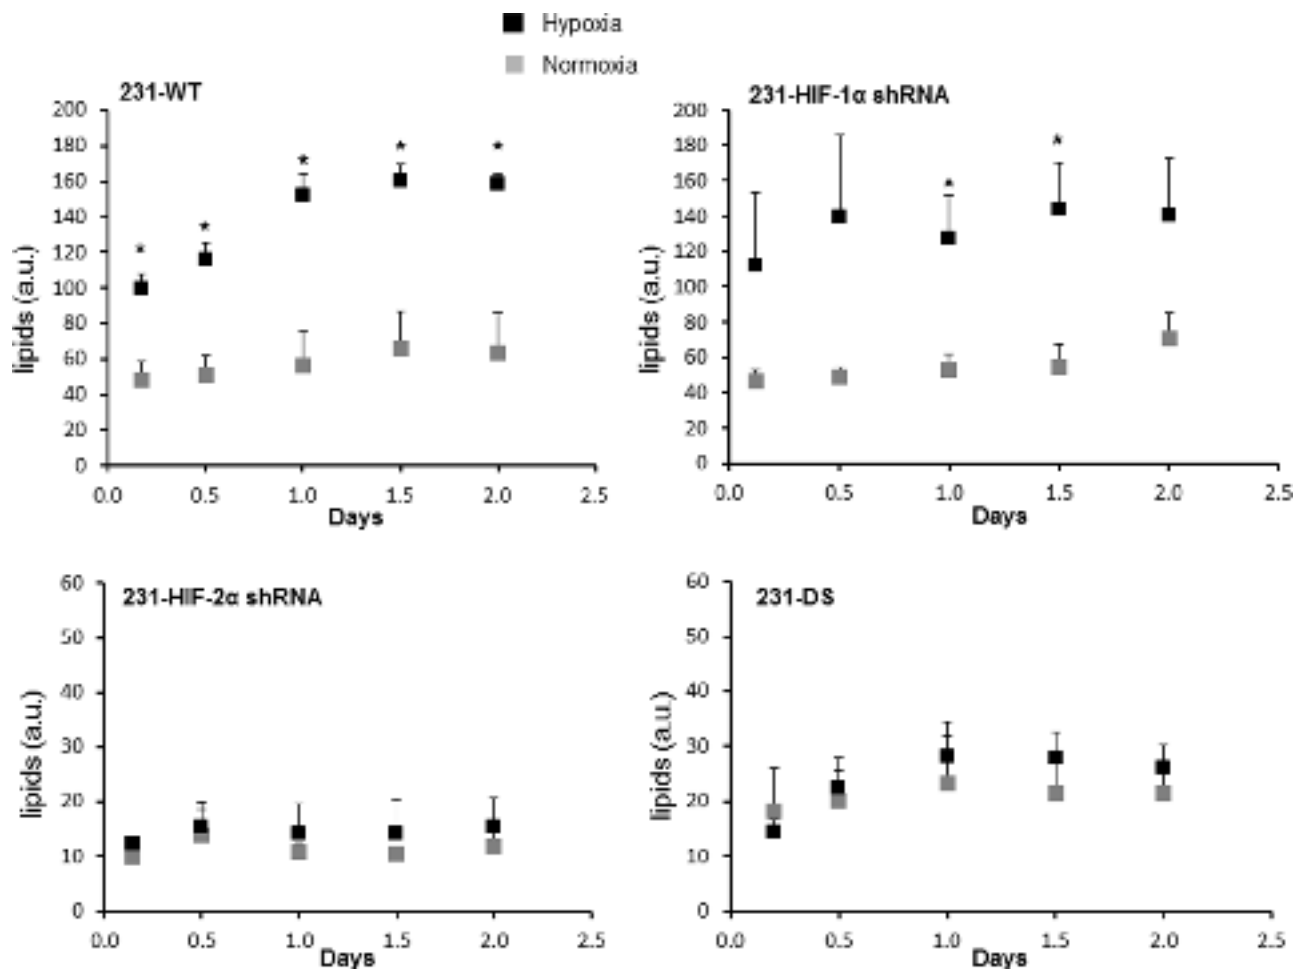 Hypoxia
Normoxia
231-WT
200
180
160
140
120
100
80
60
40
20
0
lipids (a.u.)
0.0 0.5 1.0 1.5 2.0 2.5
Days
* * * * *
231-HIF-1α shRNA
200
180
160
140
120
100
80
60
40
20
0
lipids (a.u.)
0.0 0.5 1.0 1.5 2.0 2.5
Days
* *
231-HIF-2α shRNA
60
50
40
30
20
10
0
lipids (a.u.)
0.0 0.5 1.0 1.5 2.0 2.5
Days
231-DS
60
50
40
30
20
10
0
lipids (a.u.)
0.0 0.5 1.0 1.5 2.0 2.5
Days